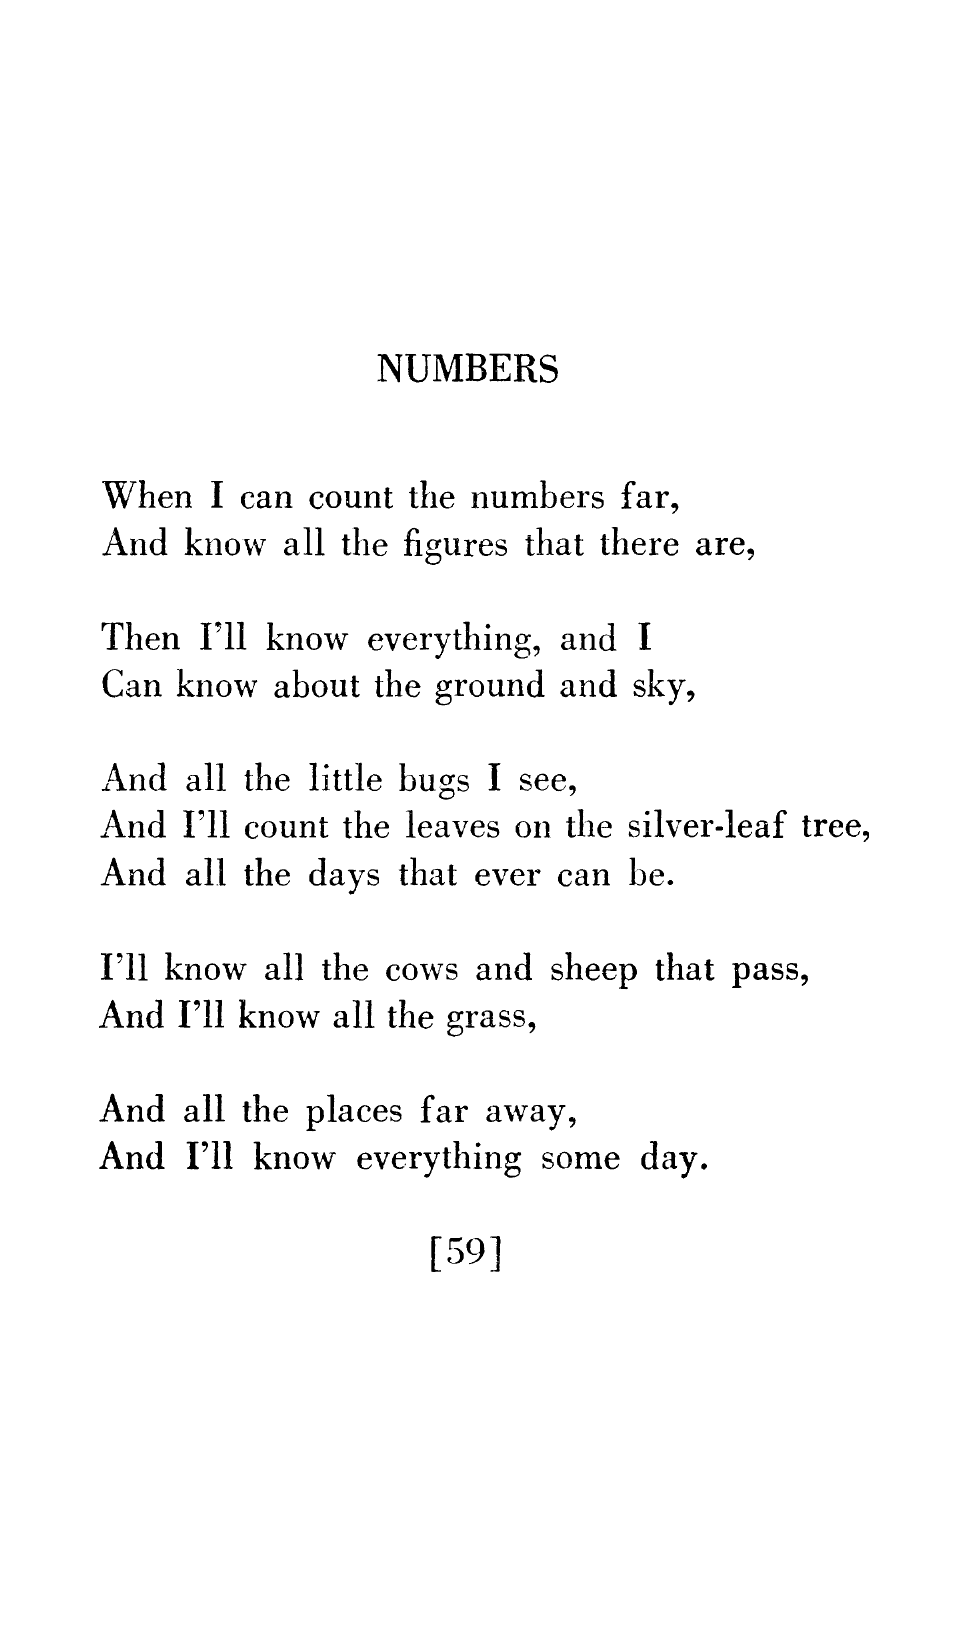 NUMBERS
When I can count the numbers far,
And know all the figures that there are,
Then I'll know everything, and I
Can know about the ground and sky,
And all the little bugs I see,
And I'll count the leaves on the silver-leaf tree,
And all the days that ever can be.
I'll know all the cows and sheep that pass,
And I'll know all the grass,
And all the places far away,
And I'll know everything some day.
[59]